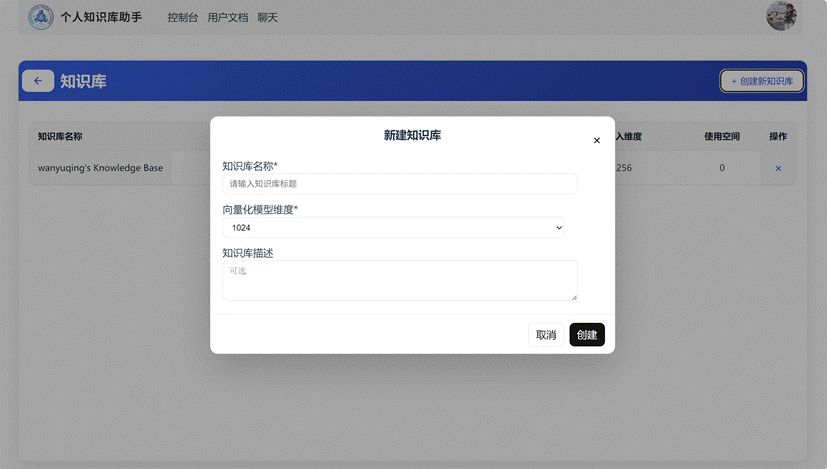 个人知识库助手 控制台 用户文档 聊天
知识库
+ 创建新知识库
知识库名称 入维度 使用空间 操作
wanyuqing's Knowledge Base 256 0 ×
新建知识库 ×
知识库名称*
请输入知识库标题
向量化模型维度*
1024
知识库描述
可选
取消 创建